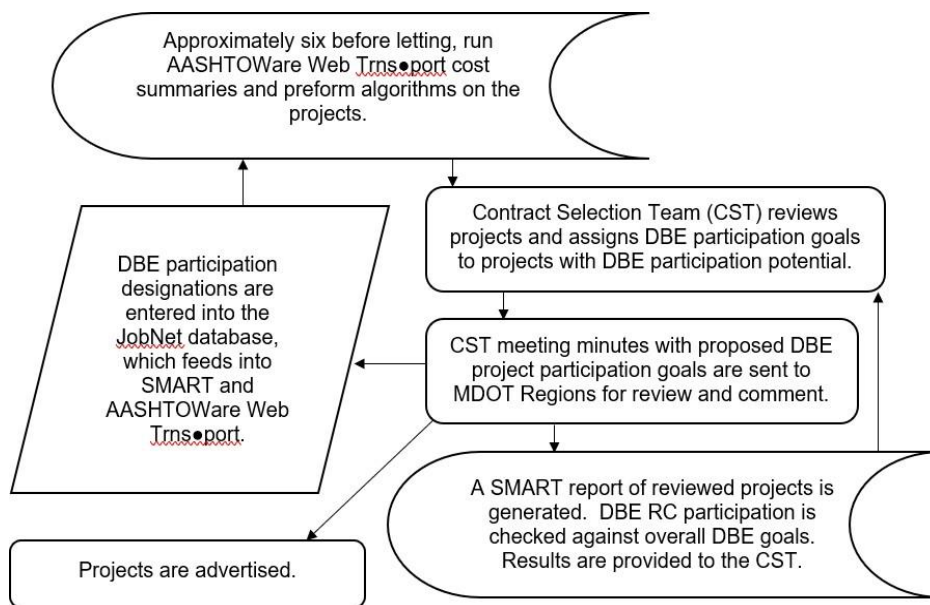 Approximately six before letting, run
AASHTOWare Web Trns●port cost
summaries and preform algorithms on the
projects.
Contract Selection Team (CST) reviews
projects and assigns DBE participation goals
to projects with DBE participation potential.
DBE participation
designations are
entered into the
JobNet database,
which feeds into
SMART and
AASHTOWare Web
Trns●port.
CST meeting minutes with proposed DBE
project participation goals are sent to
MDOT Regions for review and comment.
A SMART report of reviewed projects is
generated.  DBE RC participation is
checked against overall DBE goals.
Results are provided to the CST.
Projects are advertised.